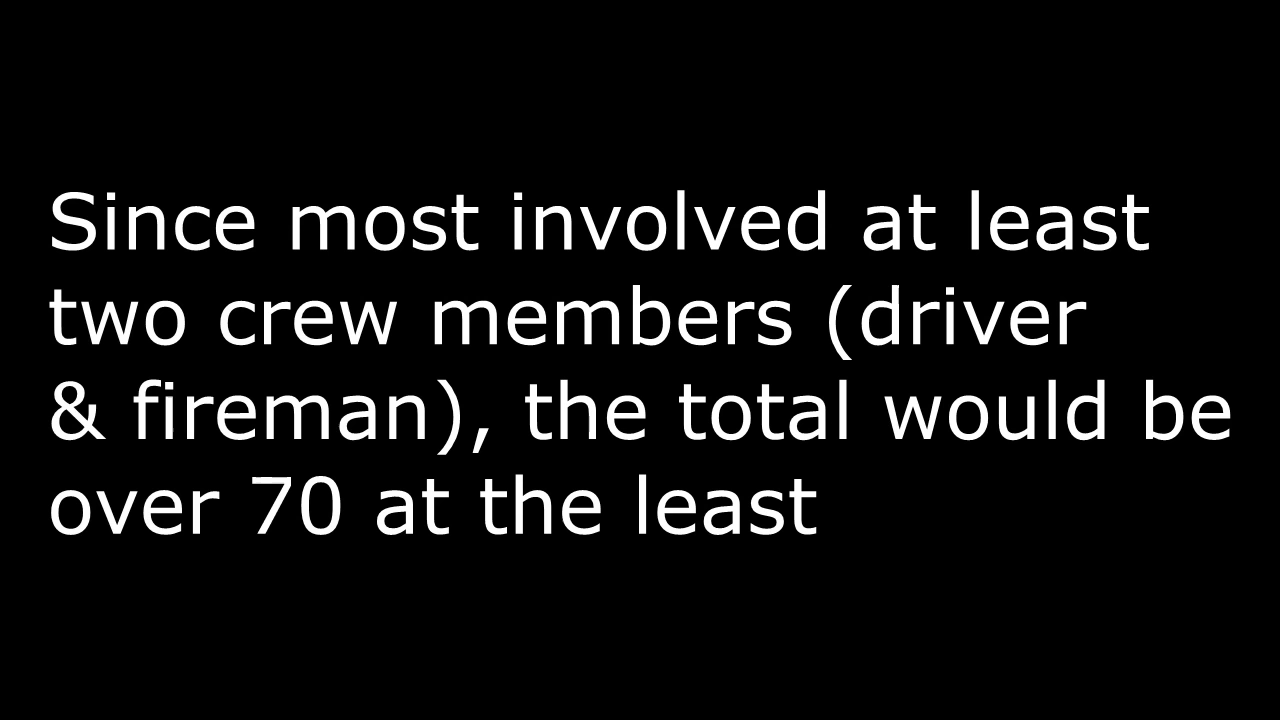 Since most involved at least
two crew members (driver
& fireman), the total would be
over 70 at the least